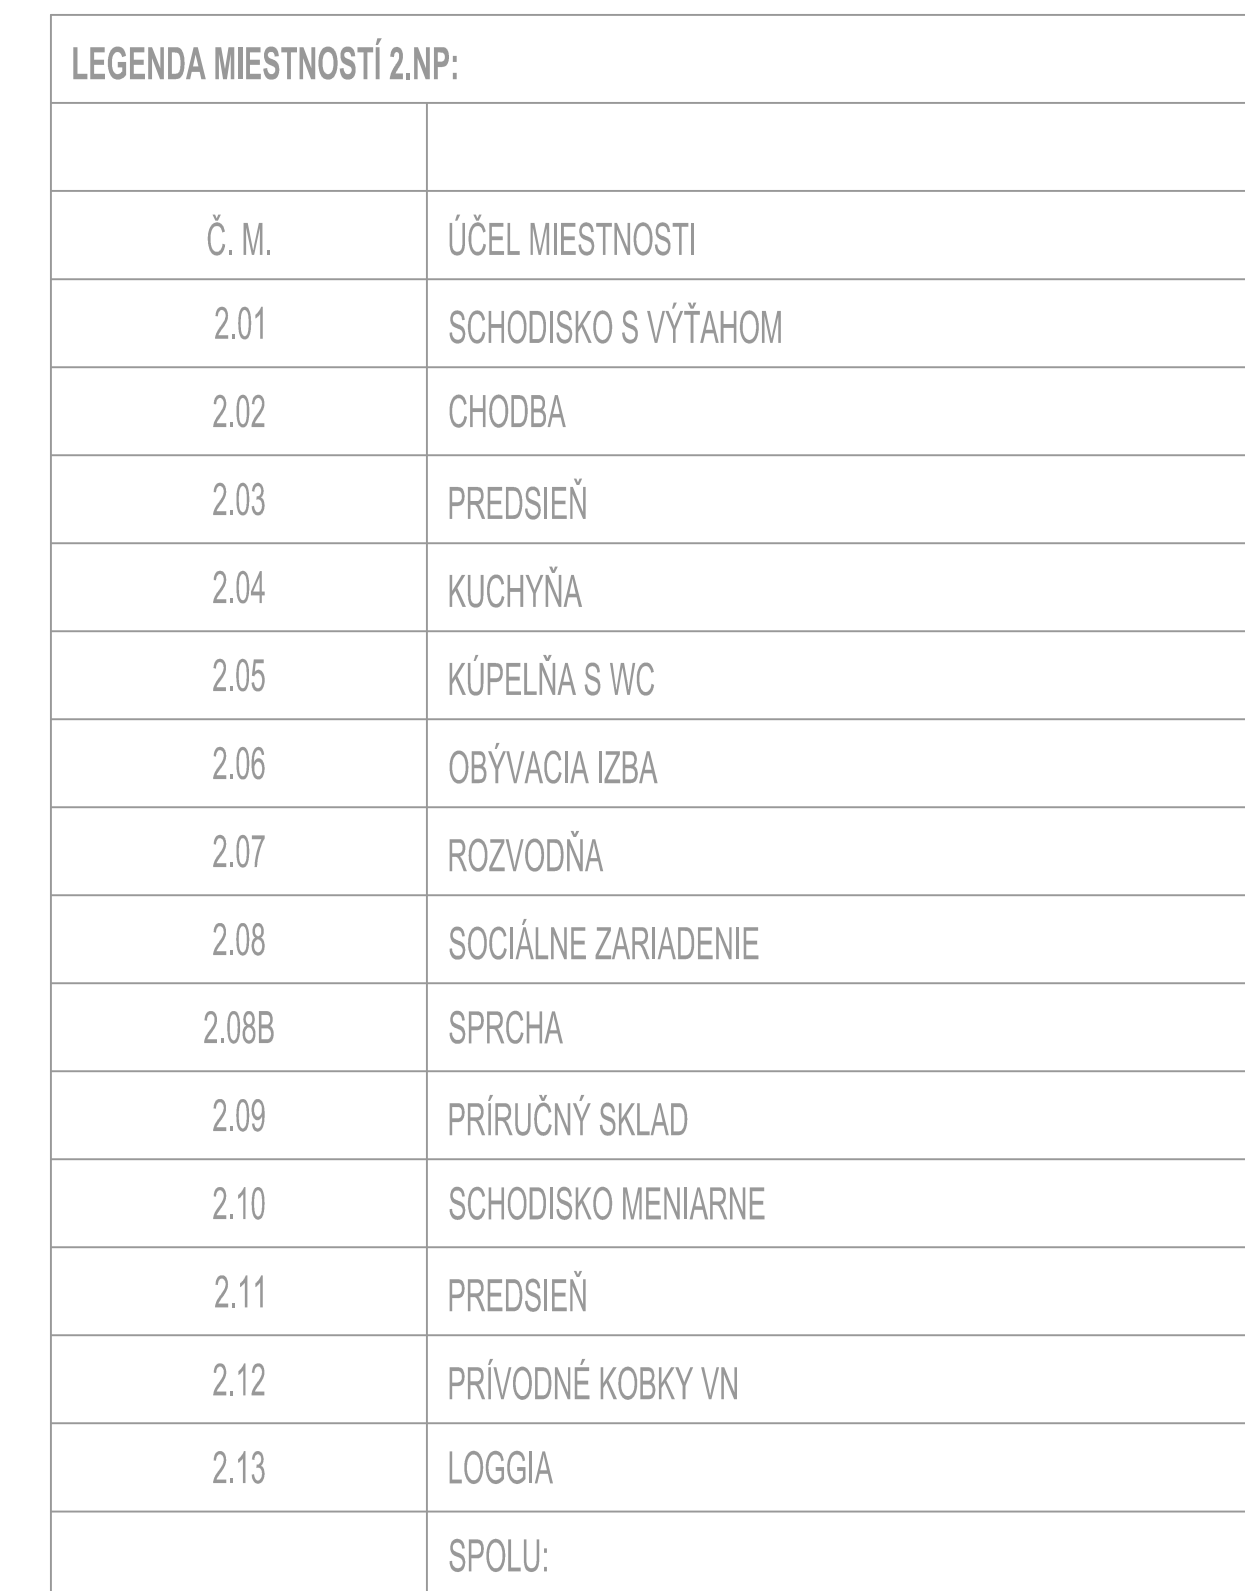 LEGENDA MIESTNOSTÍ 2.NP:
Č. M. ÚČEL MIESTNOSTI
2.01 SCHODISKO S VÝŤAHOM
2.02 CHODBA
2.03 PREDSIEŇ
2.04 KUCHYŇA
2.05 KÚPELŇA S WC
2.06 OBÝVACIA IZBA
2.07 ROZVODŇA
2.08 SOCIÁLNE ZARIADENIE
2.08B SPRCHA
2.09 PRÍRUČNÝ SKLAD
2.10 SCHODISKO MENIARNE
2.11 PREDSIEŇ
2.12 PRÍVODNÉ KOBKY VN
2.13 LOGGIA
SPOLU: